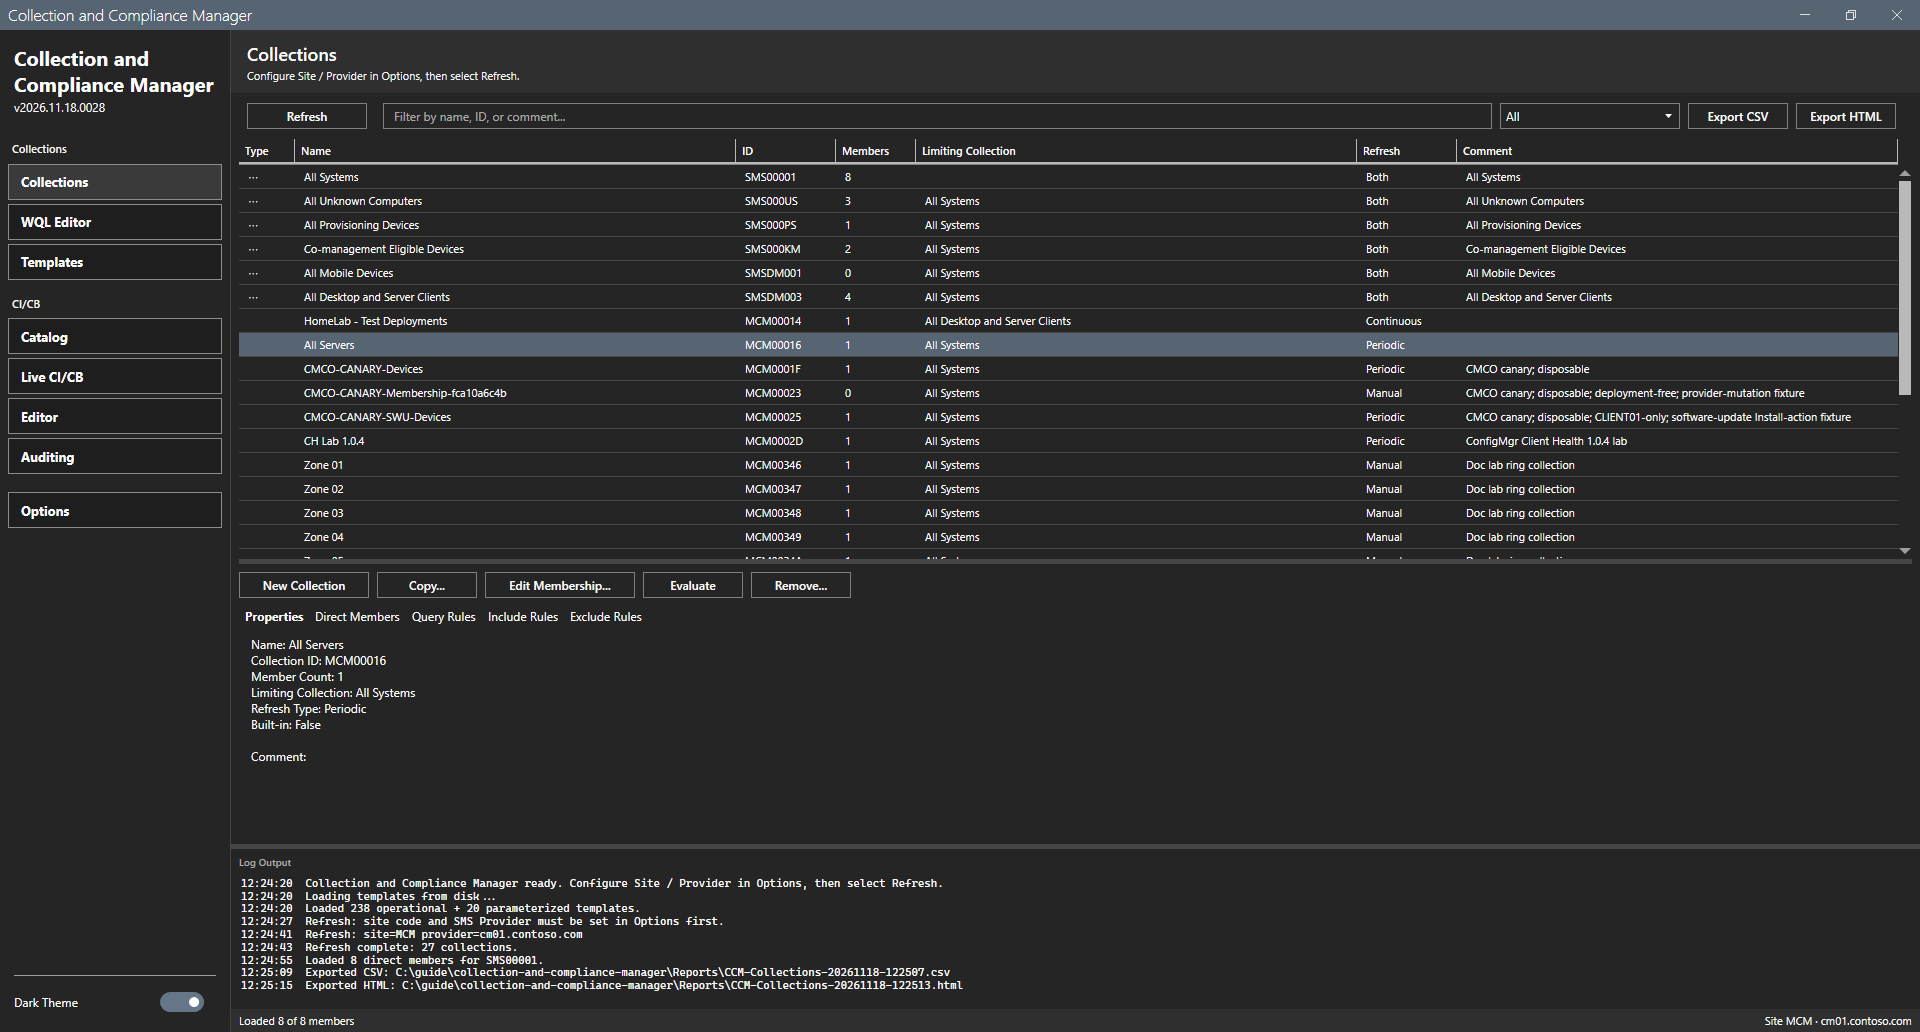 Collection and Compliance Manager
Collection and
Compliance Manager
v2026.11.18.0028
Collections
Collections
WQL Editor
Templates
CI/CB
Catalog
Live CI/CB
Editor
Auditing
Options
Dark Theme
Collections
Configure Site / Provider in Options, then select Refresh.
Refresh Filter by name, ID, or comment... All Export CSV Export HTML
Type Name ID Members Limiting Collection Refresh Comment
... All Systems SMS00001 8 Both All Systems
... All Unknown Computers SMS000US 3 All Systems Both All Unknown Computers
... All Provisioning Devices SMS000PS 1 All Systems Both All Provisioning Devices
... Co-management Eligible Devices SMS000KM 2 All Systems Both Co-management Eligible Devices
... All Mobile Devices SMSDM001 0 All Systems Both All Mobile Devices
... All Desktop and Server Clients SMSDM003 4 All Systems Both All Desktop and Server Clients
HomeLab - Test Deployments MCM00014 1 All Desktop and Server Clients Continuous
All Servers MCM00016 1 All Systems Periodic
CMCO-CANARY-Devices MCM0001F 1 All Systems Periodic CMCO canary; disposable
CMCO-CANARY-Membership-fca10a6c4b MCM00023 0 All Systems Manual CMCO canary; disposable; deployment-free; provider-mutation fixture
CMCO-CANARY-SWU-Devices MCM00025 1 All Systems Periodic CMCO canary; disposable; CLIENT01-only; software-update Install-action fixture
CH Lab 1.0.4 MCM0002D 1 All Systems Periodic ConfigMgr Client Health 1.0.4 lab
Zone 01 MCM00346 1 All Systems Manual Doc lab ring collection
Zone 02 MCM00347 1 All Systems Manual Doc lab ring collection
Zone 03 MCM00348 1 All Systems Manual Doc lab ring collection
Zone 04 MCM00349 1 All Systems Manual Doc lab ring collection
New Collection Copy... Edit Membership... Evaluate Remove...
Properties Direct Members Query Rules Include Rules Exclude Rules
Name: All Servers
Collection ID: MCM00016
Member Count: 1
Limiting Collection: All Systems
Refresh Type: Periodic
Built-in: False
Comment:
Log Output
12:24:20 Collection and Compliance Manager ready. Configure Site / Provider in Options, then select Refresh.
12:24:20 Loading templates from disk...
12:24:20 Loaded 238 operational + 20 parameterized templates.
12:24:27 Refresh: site code and SMS Provider must be set in Options first.
12:24:41 Refresh: site=MCM provider=cm01.contoso.com
12:24:43 Refresh complete: 27 collections.
12:24:55 Loaded 8 direct members for SMS00001.
12:25:09 Exported CSV: C:\guide\collection-and-compliance-manager\Reports\CCM-Collections-20261118-122507.csv
12:25:15 Exported HTML: C:\guide\collection-and-compliance-manager\Reports\CCM-Collections-20261118-122513.html
Loaded 8 of 8 members
Site MCM · cm01.contoso.com